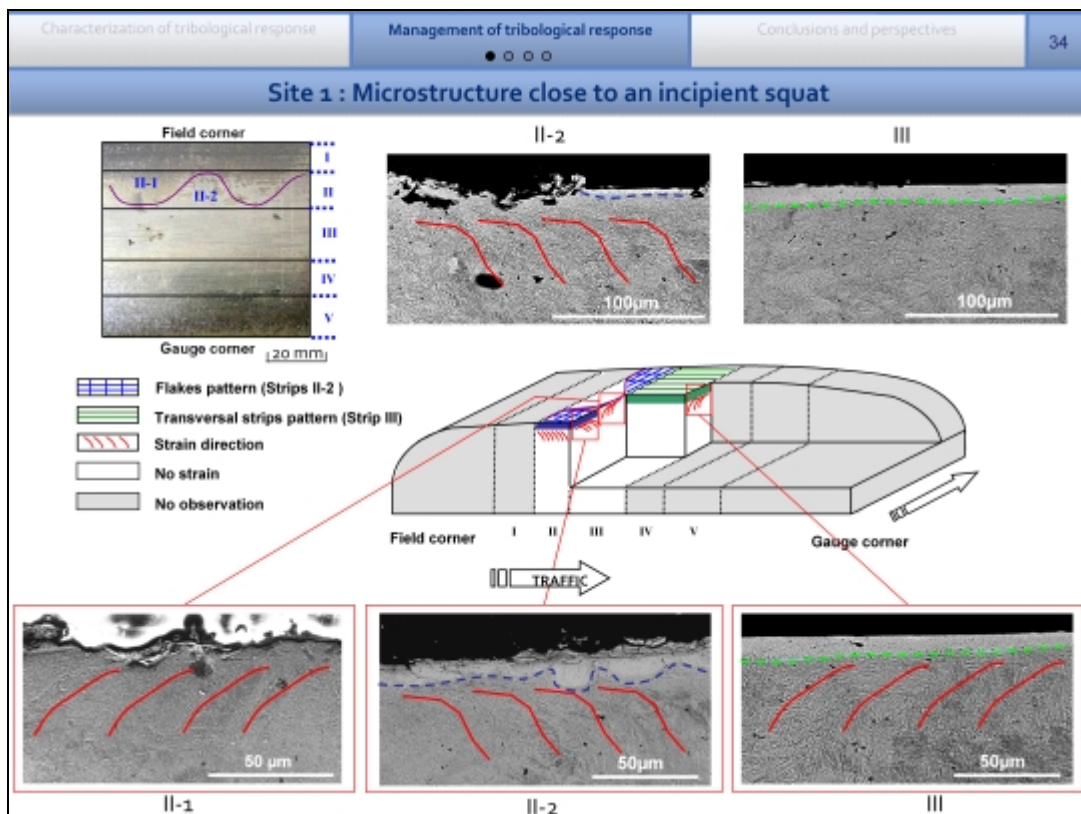 Characterization of tribological response
Management of tribological response
Conclusions and perspectives
34
Site 1 : Microstructure close to an incipient squat
Field corner
II-1
II-2
I
II
III
IV
V
Gauge corner
20 mm
II-2
100µm
III
100µm
Flakes pattern (Strips II-2 )
Transversal strips pattern (Strip III)
Strain direction
No strain
No observation
Field corner
I
II
III
IV
V
Gauge corner
TRAFFIC
50 µm
II-1
50µm
II-2
50µm
III